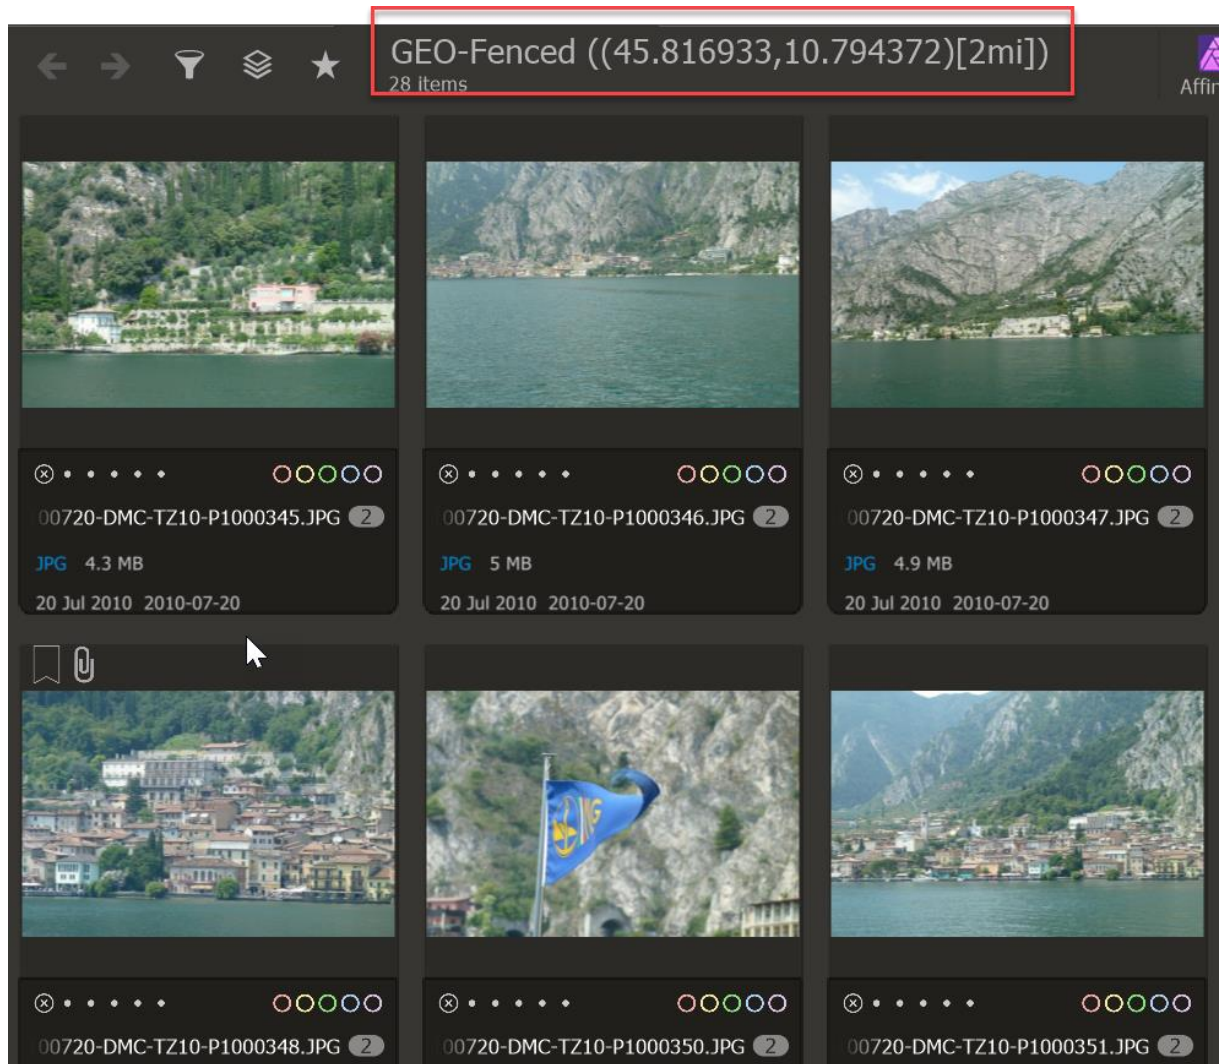 GEO-Fenced ((45.816933,10.794372)[2mi])
28 items
Affin
00720-DMC-TZ10-P1000345.JPG 2
00720-DMC-TZ10-P1000346.JPG 2
00720-DMC-TZ10-P1000347.JPG 2
JPG 4.3 MB
JPG 5 MB
JPG 4.9 MB
20 Jul 2010 2010-07-20
20 Jul 2010 2010-07-20
20 Jul 2010 2010-07-20
00720-DMC-TZ10-P1000348.JPG 2
00720-DMC-TZ10-P1000350.JPG 2
00720-DMC-TZ10-P1000351.JPG 2